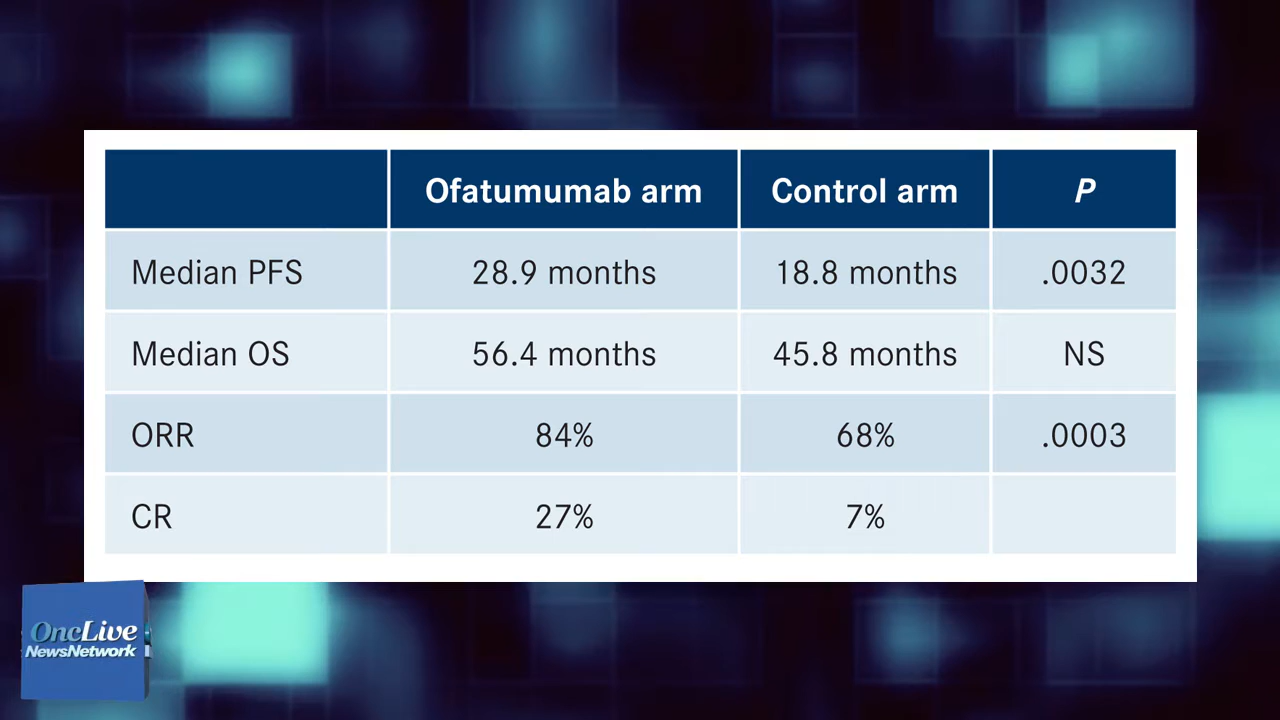 Ofatumumab arm Control arm P
Median PFS 28.9 months 18.8 months .0032
Median OS 56.4 months 45.8 months NS
ORR 84% 68% .0003
CR 27% 7%
OncLive
NewsNetwork